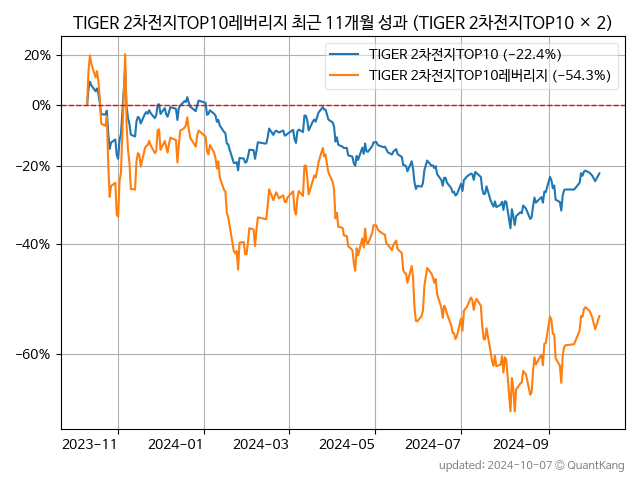 TIGER 2차전지TOP10레버리지 최근 11개월 성과 (TIGER 2차전지TOP10 × 2)
TIGER 2차전지TOP10 (−22.4%)
TIGER 2차전지TOP10레버리지 (−54.3%)
20%
0%
−20%
−40%
−60%
2023-11 2024-01 2024-03 2024-05 2024-07 2024-09
updated: 2024-10-07 © QuantKang